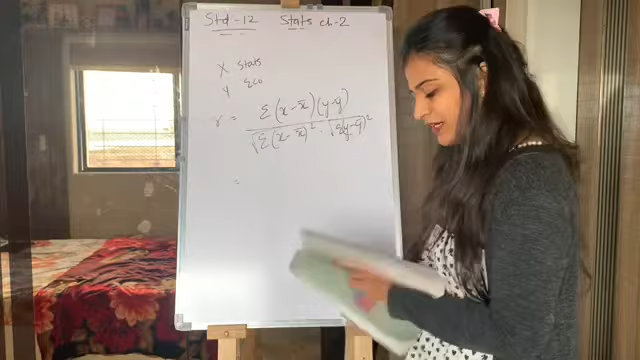 Std-12 Stats ch-2
X Stats
Y Eco
r = Σ(x-x̄)(y-ȳ)
√Σ(x-x̄)² · √Σ(y-ȳ)²
=